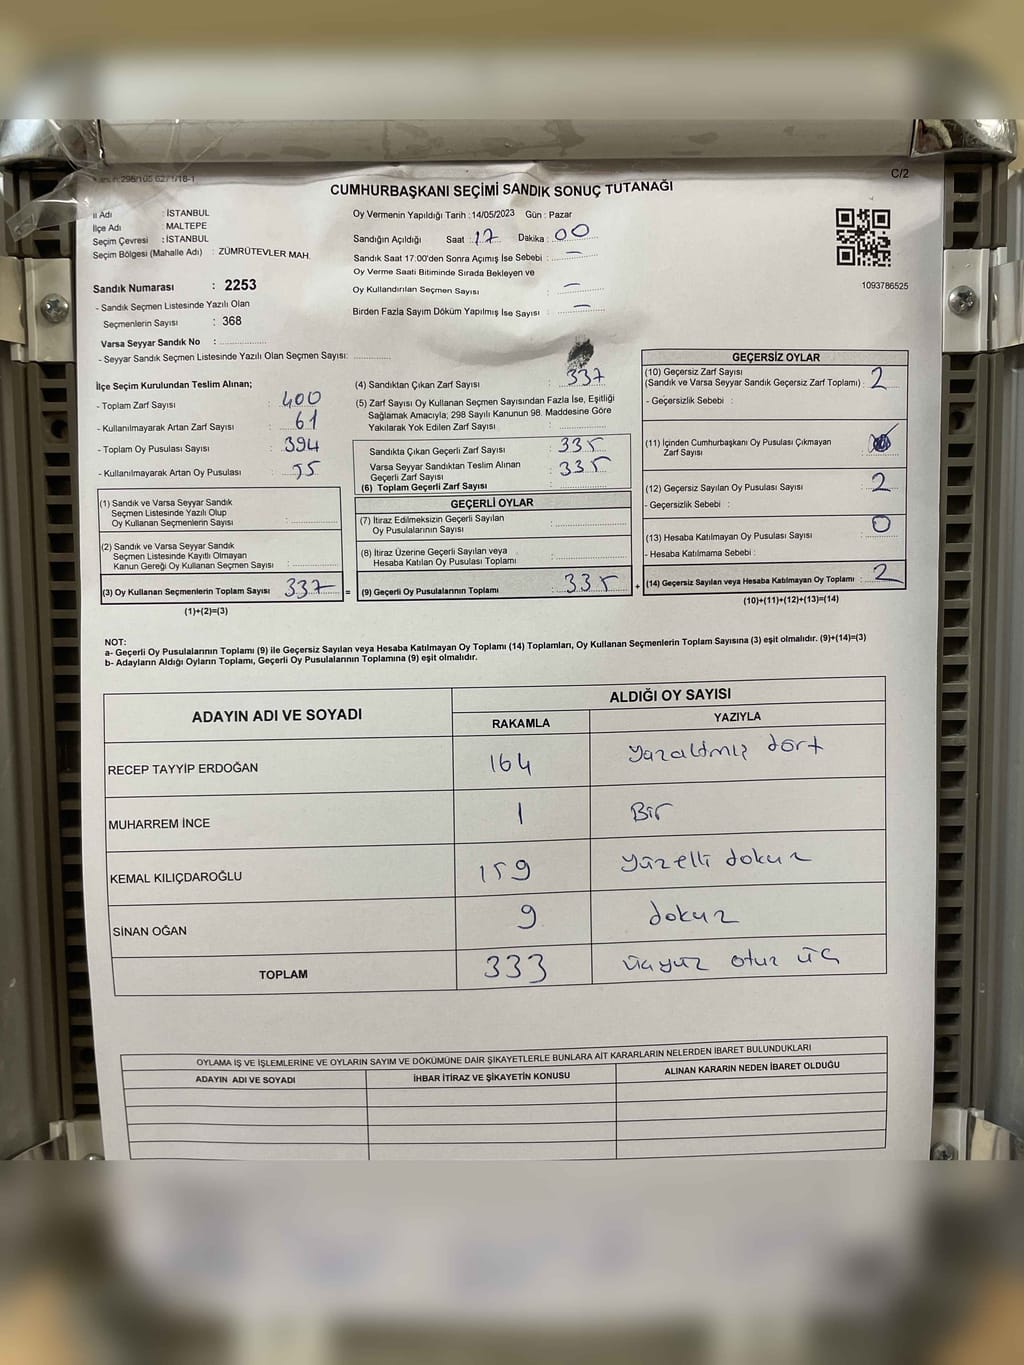 C/2
CUMHURBAŞKANI SEÇİMİ SANDIK SONUÇ TUTANAĞI
İl Adı : İSTANBUL
İlçe Adı : MALTEPE
Seçim Çevresi : İSTANBUL
Seçim Bölgesi (Mahalle Adı) : ZÜMRÜTEVLER MAH.
Sandık Numarası : 2253
- Sandık Seçmen Listesinde Yazılı Olan
Seçmenlerin Sayısı : 368
Varsa Seyyar Sandık No :
- Seyyar Sandık Seçmen Listesinde Yazılı Olan Seçmen Sayısı:
Oy Vermenin Yapıldığı Tarih : 14/05/2023 Gün : Pazar
Sandığın Açıldığı Saat : 17 Dakika : 00
Sandık Saat 17:00'den Sonra Açımış İse Sebebi : —
Oy Verme Saati Bitiminde Sırada Bekleyen ve
Oy Kullandırılan Seçmen Sayısı : —
Birden Fazla Sayım Döküm Yapılmış İse Sayısı : —
1093786525
İlçe Seçim Kurulundan Teslim Alınan;
- Toplam Zarf Sayısı : 400
- Kullanılmayarak Artan Zarf Sayısı : 61
- Toplam Oy Pusulası Sayısı : 394
- Kullanılmayarak Artan Oy Pusulası : 55
(1) Sandık ve Varsa Seyyar Sandık
Seçmen Listesinde Yazılı Olup
Oy Kullanan Seçmenlerin Sayısı :
(2) Sandık ve Varsa Seyyar Sandık
Seçmen Listesinde Kayıtlı Olmayan
Kanun Gereği Oy Kullanan Seçmen Sayısı :
(3) Oy Kullanan Seçmenlerin Toplam Sayısı : 337 =
(1)+(2)=(3)
(4) Sandıktan Çıkan Zarf Sayısı : 337
(5) Zarf Sayısı Oy Kullanan Seçmen Sayısından Fazla İse, Eşitliği
Sağlamak Amacıyla; 298 Sayılı Kanunun 98. Maddesine Göre
Yakılarak Yok Edilen Zarf Sayısı :
Sandıkta Çıkan Geçerli Zarf Sayısı : 335
Varsa Seyyar Sandıktan Teslim Alınan
Geçerli Zarf Sayısı : 335
(6) Toplam Geçerli Zarf Sayısı :
GEÇERLİ OYLAR
(7) İtiraz Edilmeksizin Geçerli Sayılan
Oy Pusulalarının Sayısı :
(8) İtiraz Üzerine Geçerli Sayılan veya
Hesaba Katılan Oy Pusulası Toplamı :
(9) Geçerli Oy Pusulalarının Toplamı : 335 +
GEÇERSİZ OYLAR
(10) Geçersiz Zarf Sayısı
(Sandık ve Varsa Seyyar Sandık Geçersiz Zarf Toplamı) : 2
- Geçersizlik Sebebi :
(11) İçinden Cumhurbaşkanı Oy Pusulası Çıkmayan
Zarf Sayısı :
(12) Geçersiz Sayılan Oy Pusulası Sayısı : 2
- Geçersizlik Sebebi :
(13) Hesaba Katılmayan Oy Pusulası Sayısı : 0
- Hesaba Katılmama Sebebi :
(14) Geçersiz Sayılan veya Hesaba Katılmayan Oy Toplamı : 2
(10)+(11)+(12)+(13)=(14)
NOT:
a- Geçerli Oy Pusulalarının Toplamı (9) ile Geçersiz Sayılan veya Hesaba Katılmayan Oy Toplamı (14) Toplamları, Oy Kullanan Seçmenlerin Toplam Sayısına (3) eşit olmalıdır. (9)+(14)=(3)
b- Adayların Aldığı Oyların Toplamı, Geçerli Oy Pusulalarının Toplamına (9) eşit olmalıdır.
ADAYIN ADI VE SOYADI
ALDIĞI OY SAYISI
RAKAMLA YAZIYLA
RECEP TAYYİP ERDOĞAN 164 yüzaltmış dört
MUHARREM İNCE 1 Bir
KEMAL KILIÇDAROĞLU 159 yüzelli dokuz
SİNAN OĞAN 9 dokuz
TOPLAM 333 üçyüz otuz üç
OYLAMA İŞ VE İŞLEMLERİNE VE OYLARIN SAYIM VE DÖKÜMÜNE DAİR ŞİKAYETLERLE BUNLARA AİT KARARLARIN NELERDEN İBARET BULUNDUKLARI
ADAYIN ADI VE SOYADI İHBAR İTİRAZ VE ŞİKAYETİN KONUSU ALINAN KARARIN NEDEN İBARET OLDUĞU